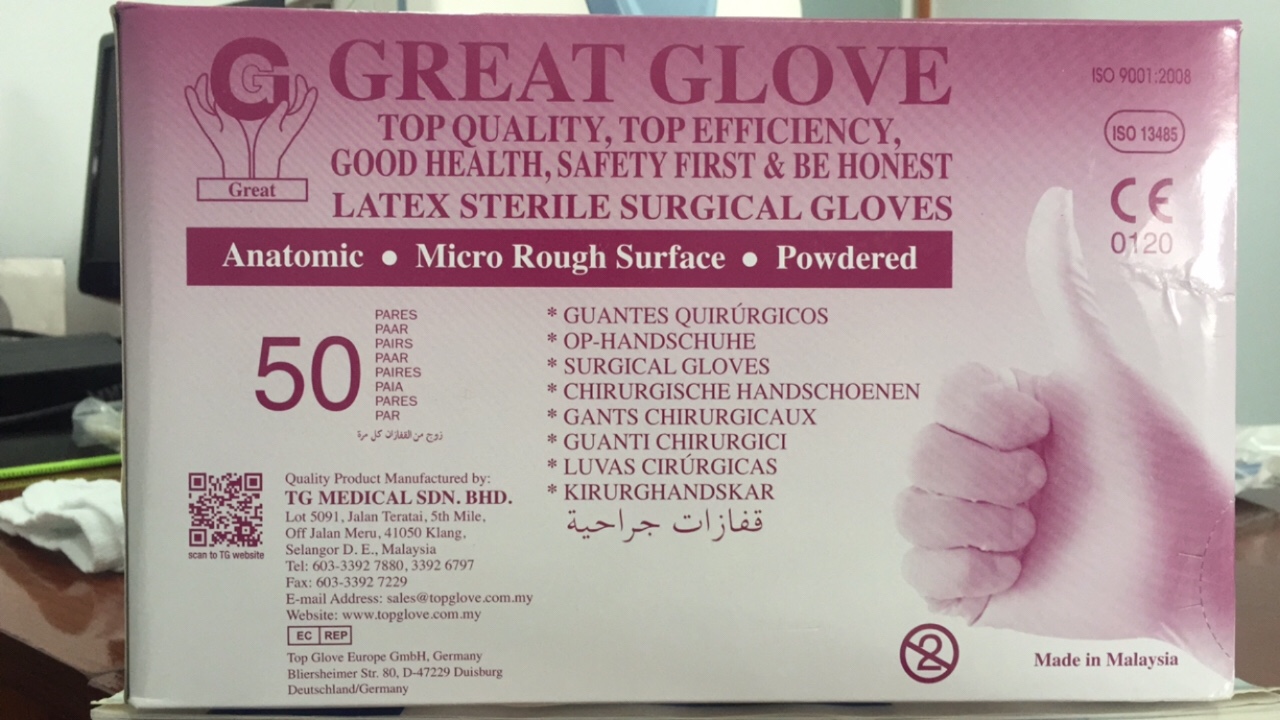 G
Great
GREAT GLOVE
TOP QUALITY, TOP EFFICIENCY,
GOOD HEALTH, SAFETY FIRST & BE HONEST
LATEX STERILE SURGICAL GLOVES
ISO 9001:2008
ISO 13485
CE
0120
Anatomic ● Micro Rough Surface ● Powdered
50
PARES
PAAR
PAIRS
PAAR
PAIRES
PAIA
PARES
PAR
زوج من القفازات كل مرة
* GUANTES QUIRÚRGICOS
* OP-HANDSCHUHE
* SURGICAL GLOVES
* CHIRURGISCHE HANDSCHOENEN
* GANTS CHIRURGICAUX
* GUANTI CHIRURGICI
* LUVAS CIRÚRGICAS
* KIRURGHANDSKAR
قفازات جراحية
scan to TG website
Quality Product Manufactured by:
TG MEDICAL SDN. BHD.
Lot 5091, Jalan Teratai, 5th Mile,
Off Jalan Meru, 41050 Klang,
Selangor D. E., Malaysia
Tel: 603-3392 7880, 3392 6797
Fax: 603-3392 7229
E-mail Address: sales@topglove.com.my
Website: www.topglove.com.my
EC REP
Top Glove Europe GmbH, Germany
Bliersheimer Str. 80, D-47229 Duisburg
Deutschland/Germany
2
Made in Malaysia